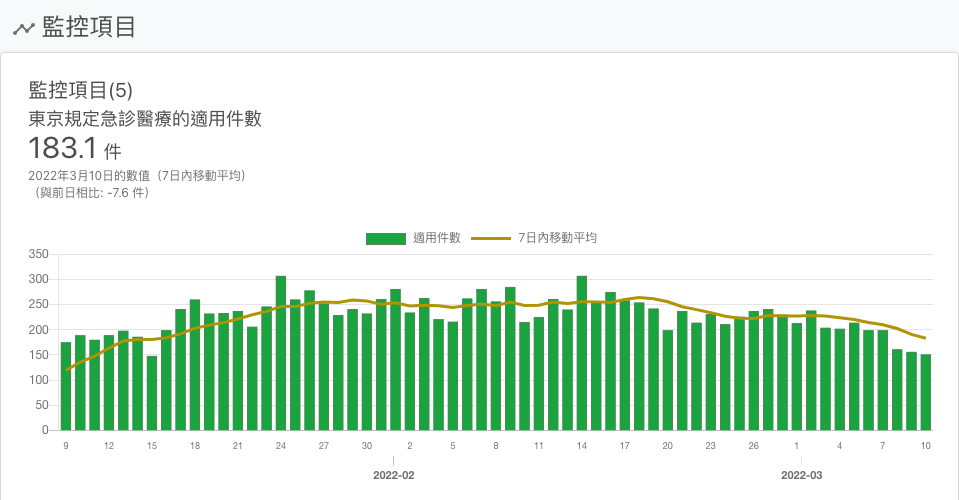 監控項目
監控項目(5)
東京規定急診醫療的適用件數
183.1 件
2022年3月10日的數值（7日內移動平均）
（與前日相比: -7.6 件）
適用件數 7日內移動平均
350
300
250
200
150
100
50
0
9 12 15 18 21 24 27 30 2 5 8 11 14 17 20 23 26 1 4 7 10
2022-02 2022-03